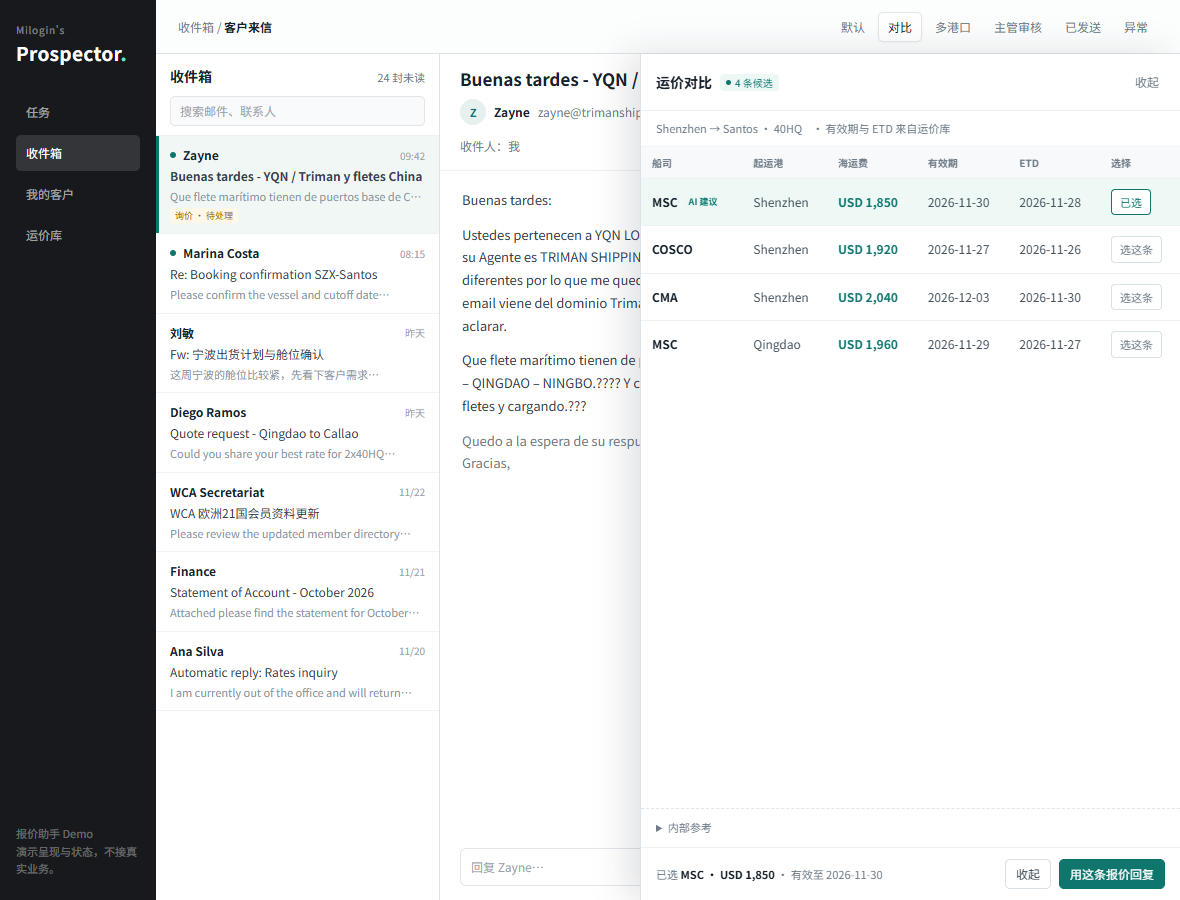 Milogin's
Prospector.
任务
收件箱
我的客户
运价库
报价助手 Demo
演示呈现与状态，不接真
实业务。
收件箱 / 客户来信
默认 对比 多港口 主管审核 已发送 异常
收件箱 24 封未读
搜索邮件、联系人
Zayne 09:42
Buenas tardes - YQN / Triman y fletes China
Que flete marítimo tienen de puertos base de C…
询价 · 待处理
Marina Costa 08:15
Re: Booking confirmation SZX-Santos
Please confirm the vessel and cutoff date…
刘敏 昨天
Fw: 宁波出货计划与舱位确认
这周宁波的舱位比较紧，先看下客户需求…
Diego Ramos 昨天
Quote request - Qingdao to Callao
Could you share your best rate for 2x40HQ…
WCA Secretariat 11/22
WCA 欧洲21国会员资料更新
Please review the updated member directory…
Finance 11/21
Statement of Account - October 2026
Attached please find the statement for October…
Ana Silva 11/20
Automatic reply: Rates inquiry
I am currently out of the office and will return…
Buenas tardes - YQN /
Z Zayne zayne@trimanship
收件人：我
Buenas tardes:
Ustedes pertenecen a YQN LO
su Agente es TRIMAN SHIPPIN
diferentes por lo que me qued
email viene del dominio Trima
aclarar.
Que flete marítimo tienen de
– QINGDAO – NINGBO.???? Y c
fletes y cargando.???
Quedo a la espera de su respu
Gracias,
回复 Zayne…
运价对比 4 条候选 收起
Shenzhen → Santos · 40HQ · 有效期与 ETD 来自运价库
船司 起运港 海运费 有效期 ETD 选择
MSC AI 建议 Shenzhen USD 1,850 2026-11-30 2026-11-28 已选
COSCO Shenzhen USD 1,920 2026-11-27 2026-11-26 选这条
CMA Shenzhen USD 2,040 2026-12-03 2026-11-30 选这条
MSC Qingdao USD 1,960 2026-11-29 2026-11-27 选这条
▶ 内部参考
已选 MSC · USD 1,850 · 有效至 2026-11-30 收起 用这条报价回复